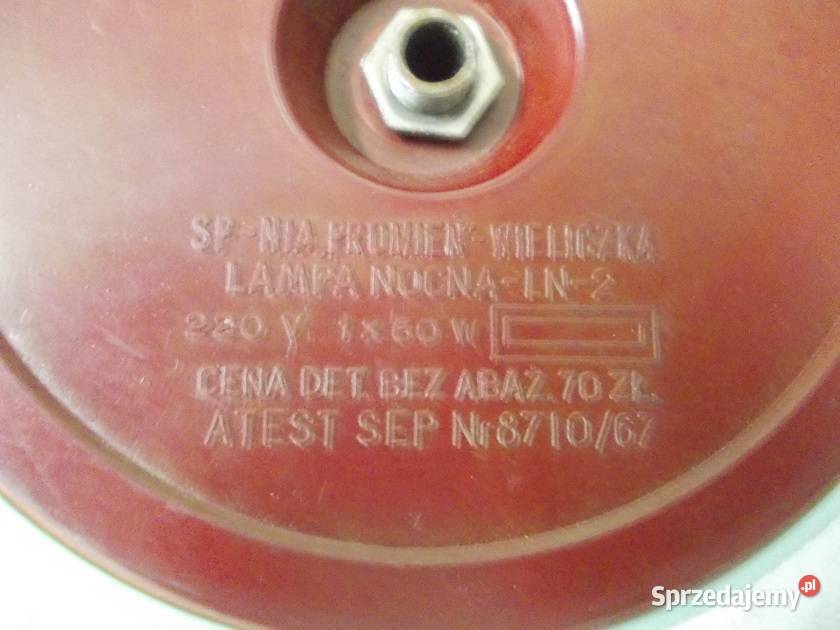 SP-NIA „PROMIEŃ”-WIELICZKA
LAMPA NOCNA-LN-2
220 V. 1x60 W
CENA DET. BEZ ABAŻ. 70 ZŁ.
ATEST SEP Nr 8710/67
Sprzedajemy.pl